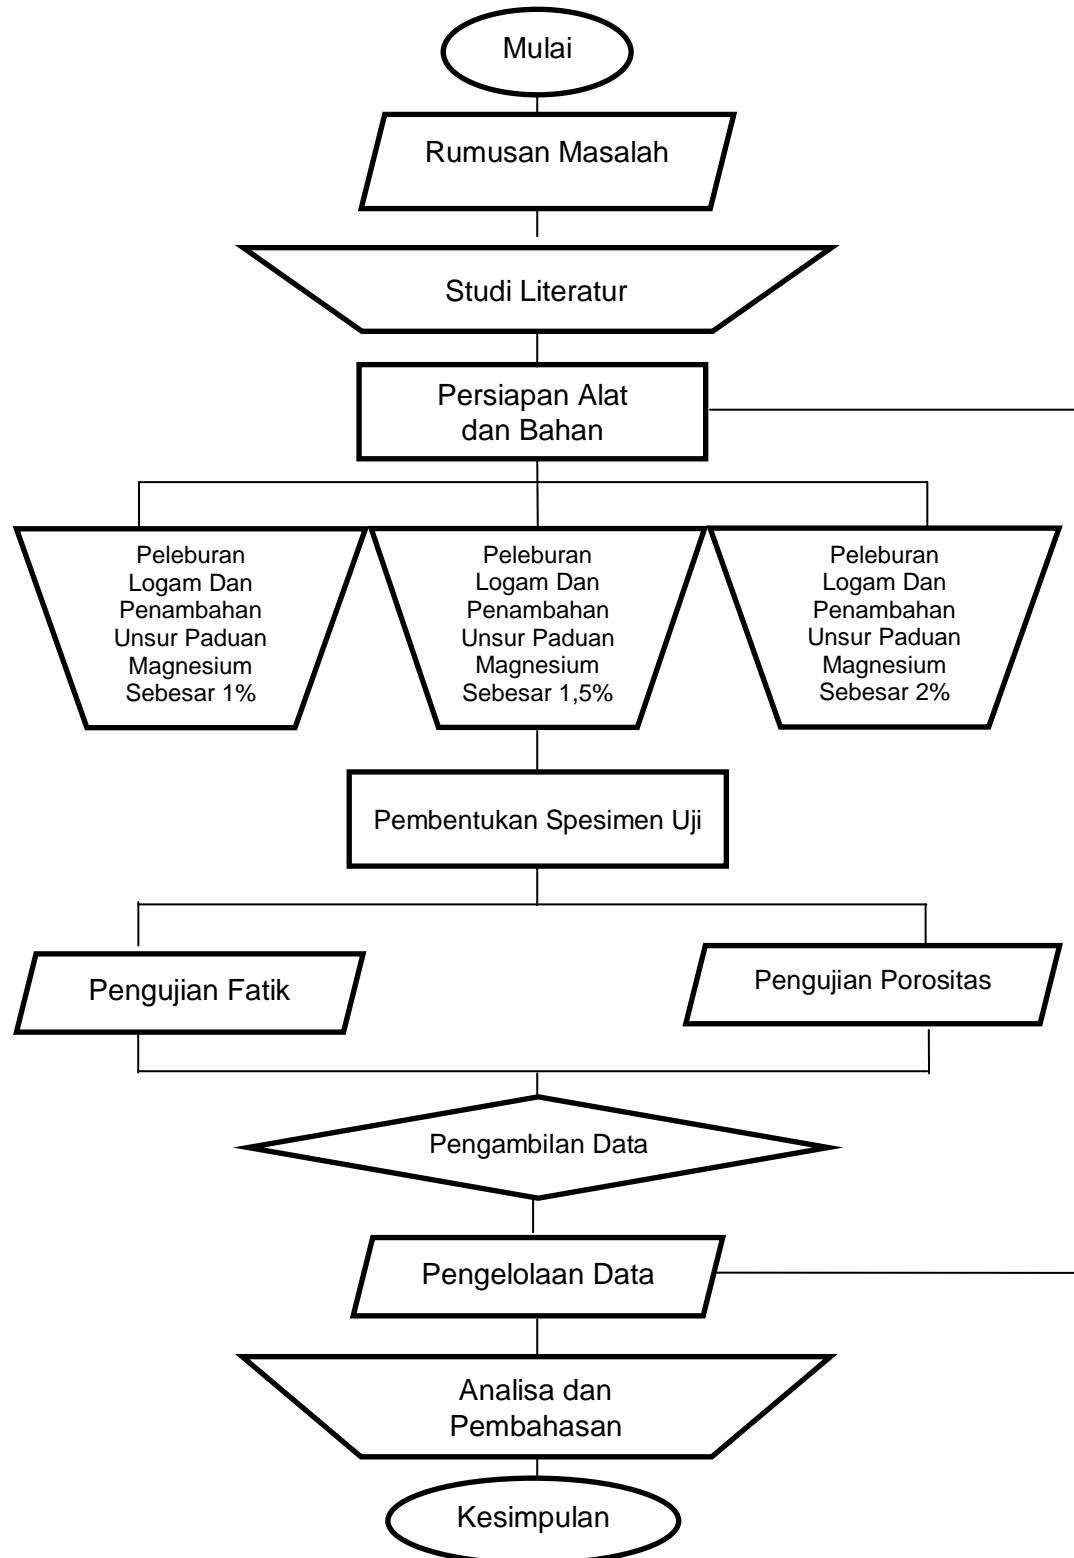 Mulai
Rumusan Masalah
Studi Literatur
Persiapan Alat
dan Bahan
Peleburan
Logam Dan
Penambahan
Unsur Paduan
Magnesium
Sebesar 1%
Peleburan
Logam Dan
Penambahan
Unsur Paduan
Magnesium
Sebesar 1,5%
Peleburan
Logam Dan
Penambahan
Unsur Paduan
Magnesium
Sebesar 2%
Pembentukan Spesimen Uji
Pengujian Fatik
Pengujian Porositas
Pengambilan Data
Pengelolaan Data
Analisa dan
Pembahasan
Kesimpulan